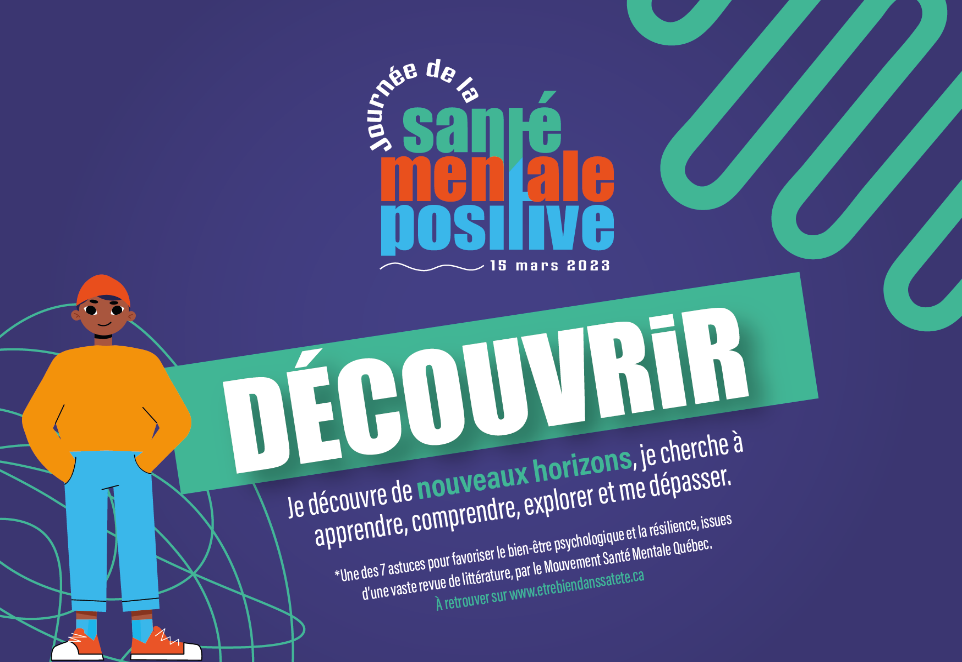 Journée de la
santé
mentale
positive
15 mars 2023
DÉCOUVRiR
Je découvre de nouveaux horizons, je cherche à
apprendre, comprendre, explorer et me dépasser.
*Une des 7 astuces pour favoriser le bien-être psychologique et la résilience, issues
d'une vaste revue de littérature, par le Mouvement Santé Mentale Québec.
À retrouver sur www.etrebiendanssatete.ca